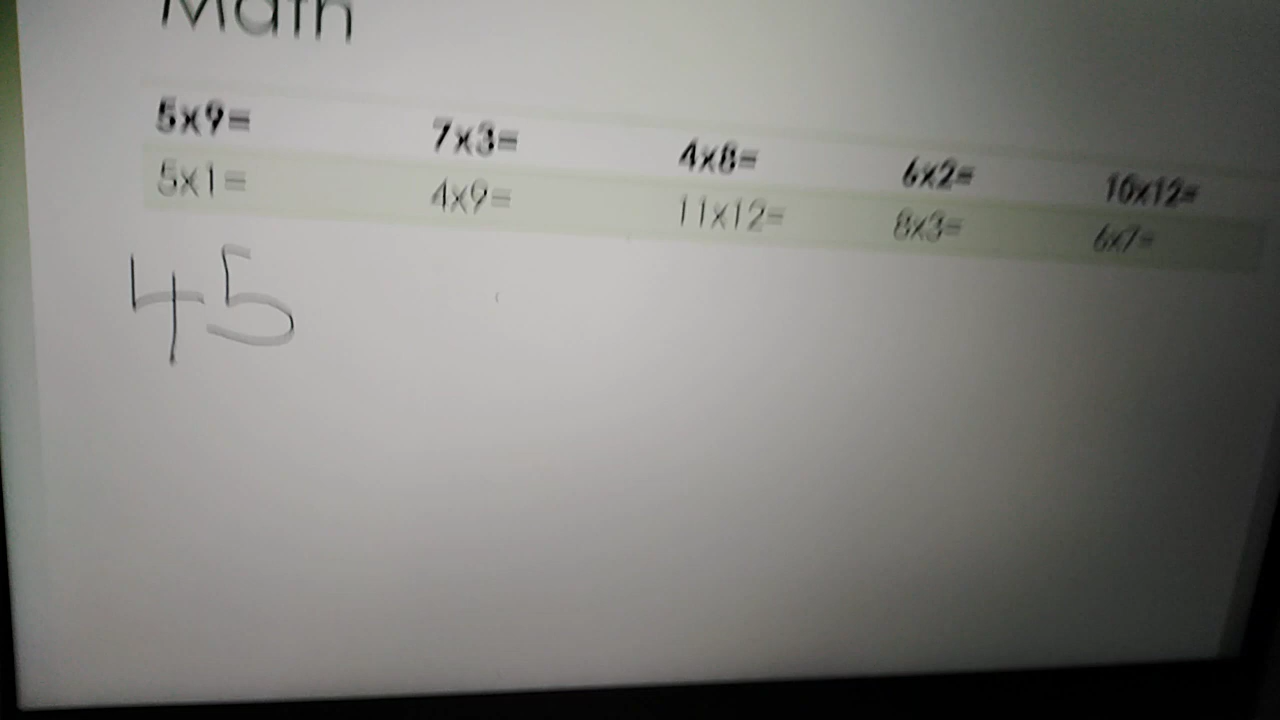 Math
5x9= 7x3= 4x8= 6x2= 10x12=
5x1= 4x9= 11x12= 8x3= 6x7=
45